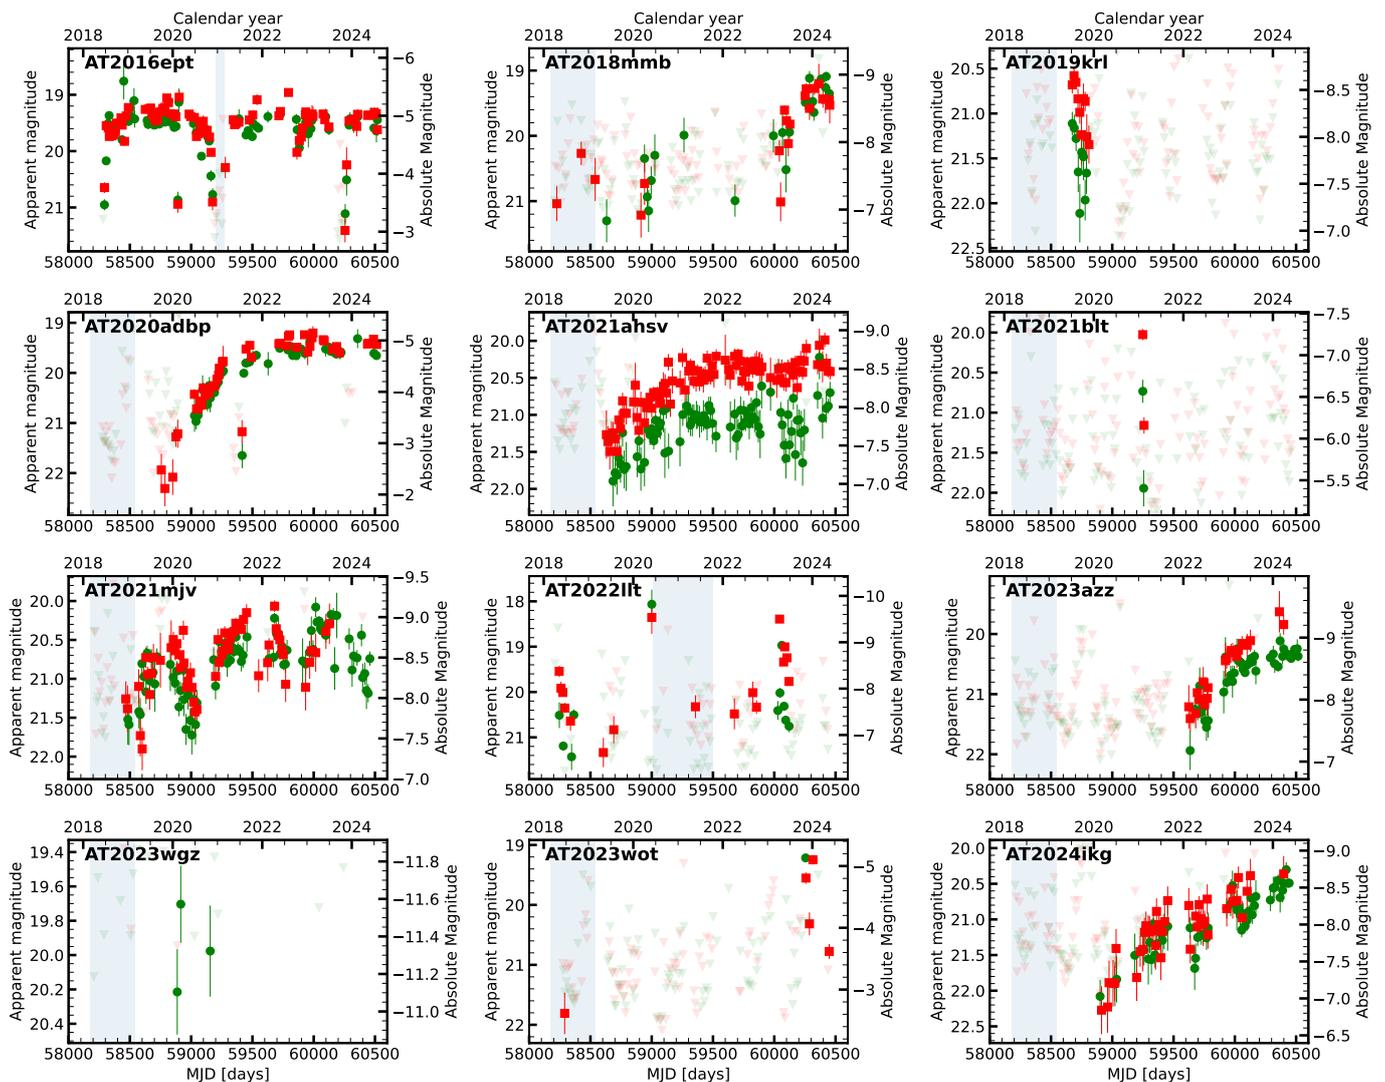 Calendar year Calendar year Calendar year
2018 2020 2022 2024 2018 2020 2022 2024 2018 2020 2022 2024
AT2016ept AT2018mmb AT2019krl
Apparent magnitude 19 20 21 −6 −5 −4 −3 Absolute Magnitude
Apparent magnitude 19 20 21 −9 −8 −7 Absolute Magnitude
Apparent magnitude 20.5 21.0 21.5 22.0 22.5 −8.5 −8.0 −7.5 −7.0 Absolute Magnitude
58000 58500 59000 59500 60000 60500 58000 58500 59000 59500 60000 60500 58000 58500 59000 59500 60000 60500
2018 2020 2022 2024 2018 2020 2022 2024 2018 2020 2022 2024
AT2020adbp AT2021ahsv AT2021blt
Apparent magnitude 19 20 21 22 −5 −4 −3 −2 Absolute Magnitude
Apparent magnitude 20.0 20.5 21.0 21.5 22.0 −9.0 −8.5 −8.0 −7.5 −7.0 Absolute Magnitude
Apparent magnitude 20.0 20.5 21.0 21.5 22.0 −7.5 −7.0 −6.5 −6.0 −5.5 Absolute Magnitude
58000 58500 59000 59500 60000 60500 58000 58500 59000 59500 60000 60500 58000 58500 59000 59500 60000 60500
2018 2020 2022 2024 2018 2020 2022 2024 2018 2020 2022 2024
AT2021mjv AT2022llt AT2023azz
Apparent magnitude 20.0 20.5 21.0 21.5 22.0 −9.5 −9.0 −8.5 −8.0 −7.5 −7.0 Absolute Magnitude
Apparent magnitude 18 19 20 21 −10 −9 −8 −7 Absolute Magnitude
Apparent magnitude 20 21 22 −9 −8 −7 Absolute Magnitude
58000 58500 59000 59500 60000 60500 58000 58500 59000 59500 60000 60500 58000 58500 59000 59500 60000 60500
2018 2020 2022 2024 2018 2020 2022 2024 2018 2020 2022 2024
AT2023wgz AT2023wot AT2024ikg
Apparent magnitude 19.4 19.6 19.8 20.0 20.2 20.4 −11.8 −11.6 −11.4 −11.2 −11.0 Absolute Magnitude
Apparent magnitude 19 20 21 22 −5 −4 −3 Absolute Magnitude
Apparent magnitude 20.0 20.5 21.0 21.5 22.0 22.5 −9.0 −8.5 −8.0 −7.5 −7.0 −6.5 Absolute Magnitude
58000 58500 59000 59500 60000 60500 58000 58500 59000 59500 60000 60500 58000 58500 59000 59500 60000 60500
MJD [days] MJD [days] MJD [days]